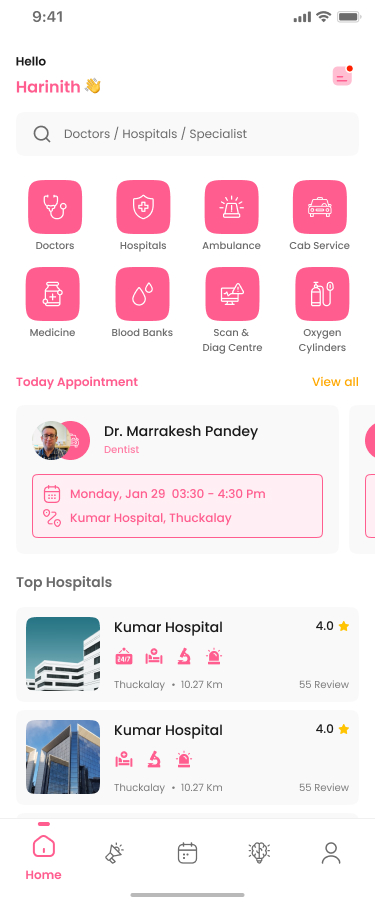 9:41
Hello
Harinith 👋
Doctors / Hospitals / Specialist
Doctors
Hospitals
Ambulance
Cab Service
Medicine
Blood Banks
Scan &
Diag Centre
Oxygen
Cylinders
Today Appointment
View all
Dr. Marrakesh Pandey
Dentist
Monday, Jan 29 03:30 - 4:30 Pm
Kumar Hospital, Thuckalay
Top Hospitals
Kumar Hospital
4.0
24/7
Thuckalay • 10.27 Km
55 Review
Kumar Hospital
4.0
Thuckalay • 10.27 Km
55 Review
Home